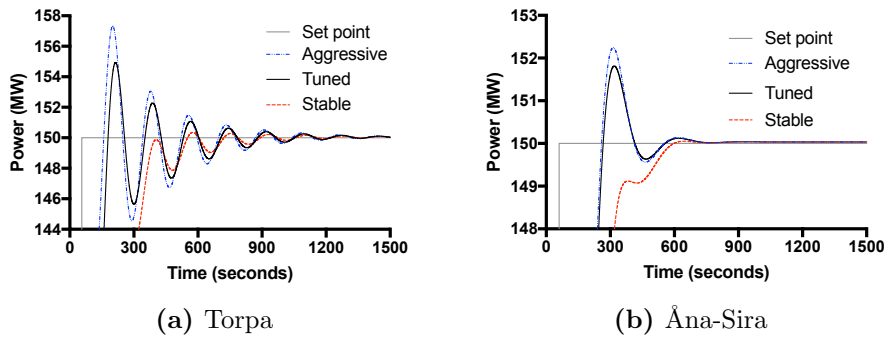 158
156
154
152
150
148
146
144
Power (MW)
Set point
Aggressive
Tuned
Stable
0 300 600 900 1200 1500
Time (seconds)
(a) Torpa
153
152
151
150
149
148
Power (MW)
Set point
Aggressive
Tuned
Stable
0 300 600 900 1200 1500
Time (seconds)
(b) Åna-Sira